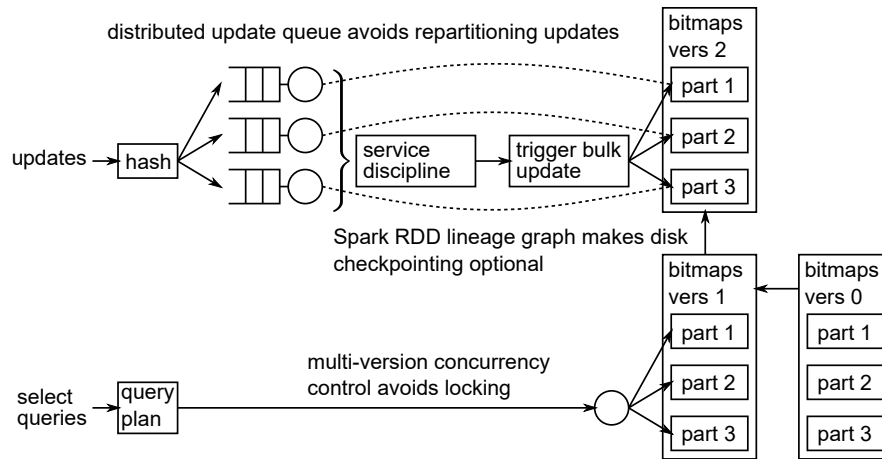 distributed update queue avoids repartitioning updates
bitmaps
vers 2
part 1
part 2
part 3
updates
hash
service
discipline
trigger bulk
update
Spark RDD lineage graph makes disk
checkpointing optional
bitmaps
vers 1
part 1
part 2
part 3
bitmaps
vers 0
part 1
part 2
part 3
multi-version concurrency
control avoids locking
select
queries
query
plan